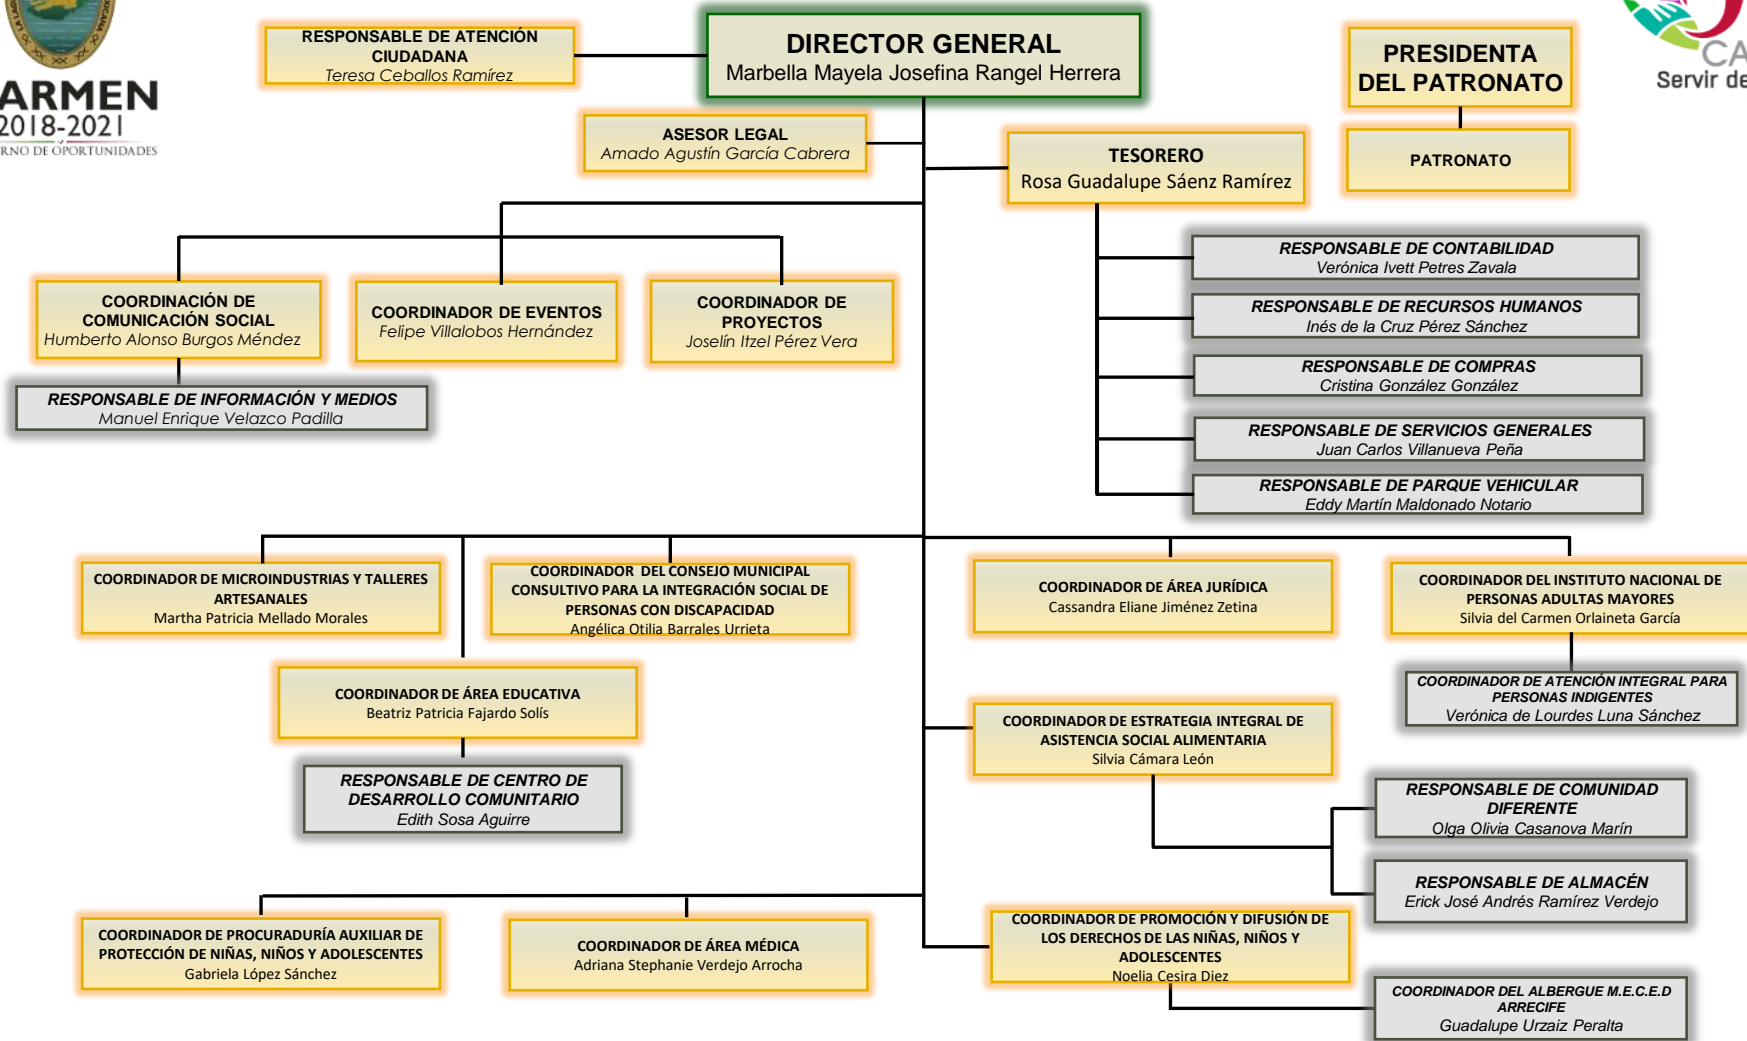 RESPONSABLE DE ATENCIÓN
CIUDADANA
Teresa Ceballos Ramírez
DIRECTOR GENERAL
Marbella Mayela Josefina Rangel Herrera
PRESIDENTA
DEL PATRONATO
PATRONATO
CA
Servir de
ARMEN
2018-2021
RNO DE OPORTUNIDADES
ASESOR LEGAL
Amado Agustín García Cabrera
TESORERO
Rosa Guadalupe Sáenz Ramírez
RESPONSABLE DE CONTABILIDAD
Verónica Ivett Petres Zavala
RESPONSABLE DE RECURSOS HUMANOS
Inés de la Cruz Pérez Sánchez
RESPONSABLE DE COMPRAS
Cristina González González
RESPONSABLE DE SERVICIOS GENERALES
Juan Carlos Villanueva Peña
RESPONSABLE DE PARQUE VEHICULAR
Eddy Martín Maldonado Notario
COORDINACIÓN DE
COMUNICACIÓN SOCIAL
Humberto Alonso Burgos Méndez
COORDINADOR DE EVENTOS
Felipe Villalobos Hernández
COORDINADOR DE
PROYECTOS
Joselín Itzel Pérez Vera
RESPONSABLE DE INFORMACIÓN Y MEDIOS
Manuel Enrique Velazco Padilla
COORDINADOR DE MICROINDUSTRIAS Y TALLERES
ARTESANALES
Martha Patricia Mellado Morales
COORDINADOR DEL CONSEJO MUNICIPAL
CONSULTIVO PARA LA INTEGRACIÓN SOCIAL DE
PERSONAS CON DISCAPACIDAD
Angélica Otilia Barrales Urrieta
COORDINADOR DE ÁREA JURÍDICA
Cassandra Eliane Jiménez Zetina
COORDINADOR DEL INSTITUTO NACIONAL DE
PERSONAS ADULTAS MAYORES
Silvia del Carmen Orlaineta García
COORDINADOR DE ATENCIÓN INTEGRAL PARA
PERSONAS INDIGENTES
Verónica de Lourdes Luna Sánchez
COORDINADOR DE ÁREA EDUCATIVA
Beatriz Patricia Fajardo Solís
RESPONSABLE DE CENTRO DE
DESARROLLO COMUNITARIO
Edith Sosa Aguirre
COORDINADOR DE ESTRATEGIA INTEGRAL DE
ASISTENCIA SOCIAL ALIMENTARIA
Silvia Cámara León
RESPONSABLE DE COMUNIDAD
DIFERENTE
Olga Olivia Casanova Marín
RESPONSABLE DE ALMACÉN
Erick José Andrés Ramírez Verdejo
COORDINADOR DE PROCURADURÍA AUXILIAR DE
PROTECCIÓN DE NIÑAS, NIÑOS Y ADOLESCENTES
Gabriela López Sánchez
COORDINADOR DE ÁREA MÉDICA
Adriana Stephanie Verdejo Arrocha
COORDINADOR DE PROMOCIÓN Y DIFUSIÓN DE
LOS DERECHOS DE LAS NIÑAS, NIÑOS Y
ADOLESCENTES
Noelia Cesira Diez
COORDINADOR DEL ALBERGUE M.E.C.E.D
ARRECIFE
Guadalupe Urzaiz Peralta